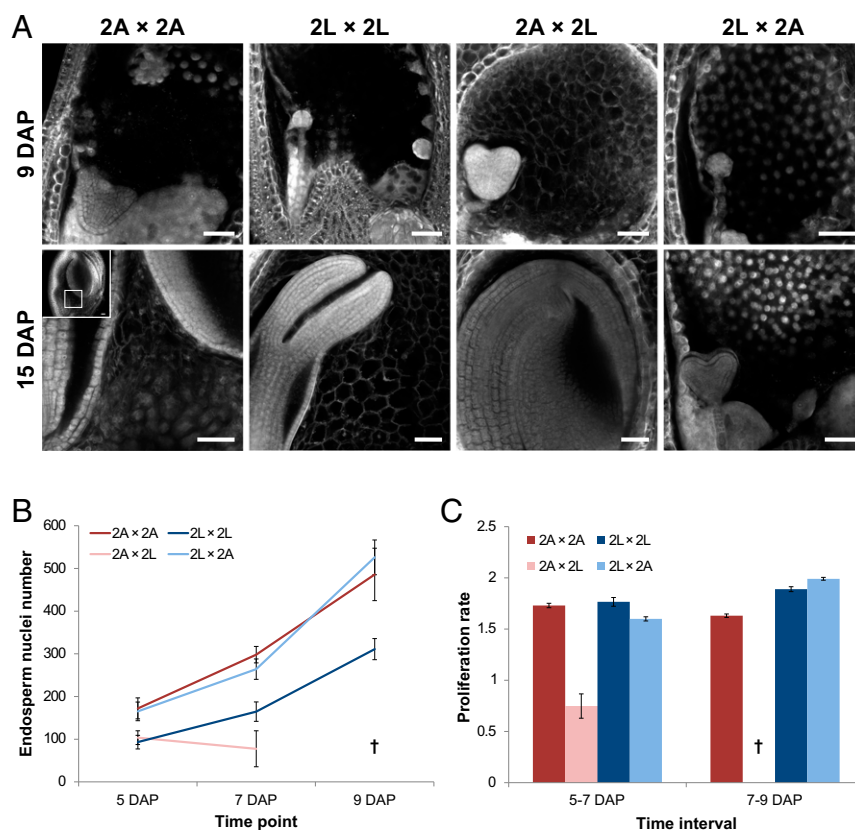 A
2A × 2A 2L × 2L 2A × 2L 2L × 2A
9 DAP
15 DAP
B
Endosperm nuclei number
600
500
400
300
200
100
0
2A × 2A 2L × 2L
2A × 2L 2L × 2A
†
5 DAP 7 DAP 9 DAP
Time point
C
Proliferation rate
2.5
2
1.5
1
0.5
0
2A × 2A 2L × 2L
2A × 2L 2L × 2A
†
5-7 DAP 7-9 DAP
Time interval